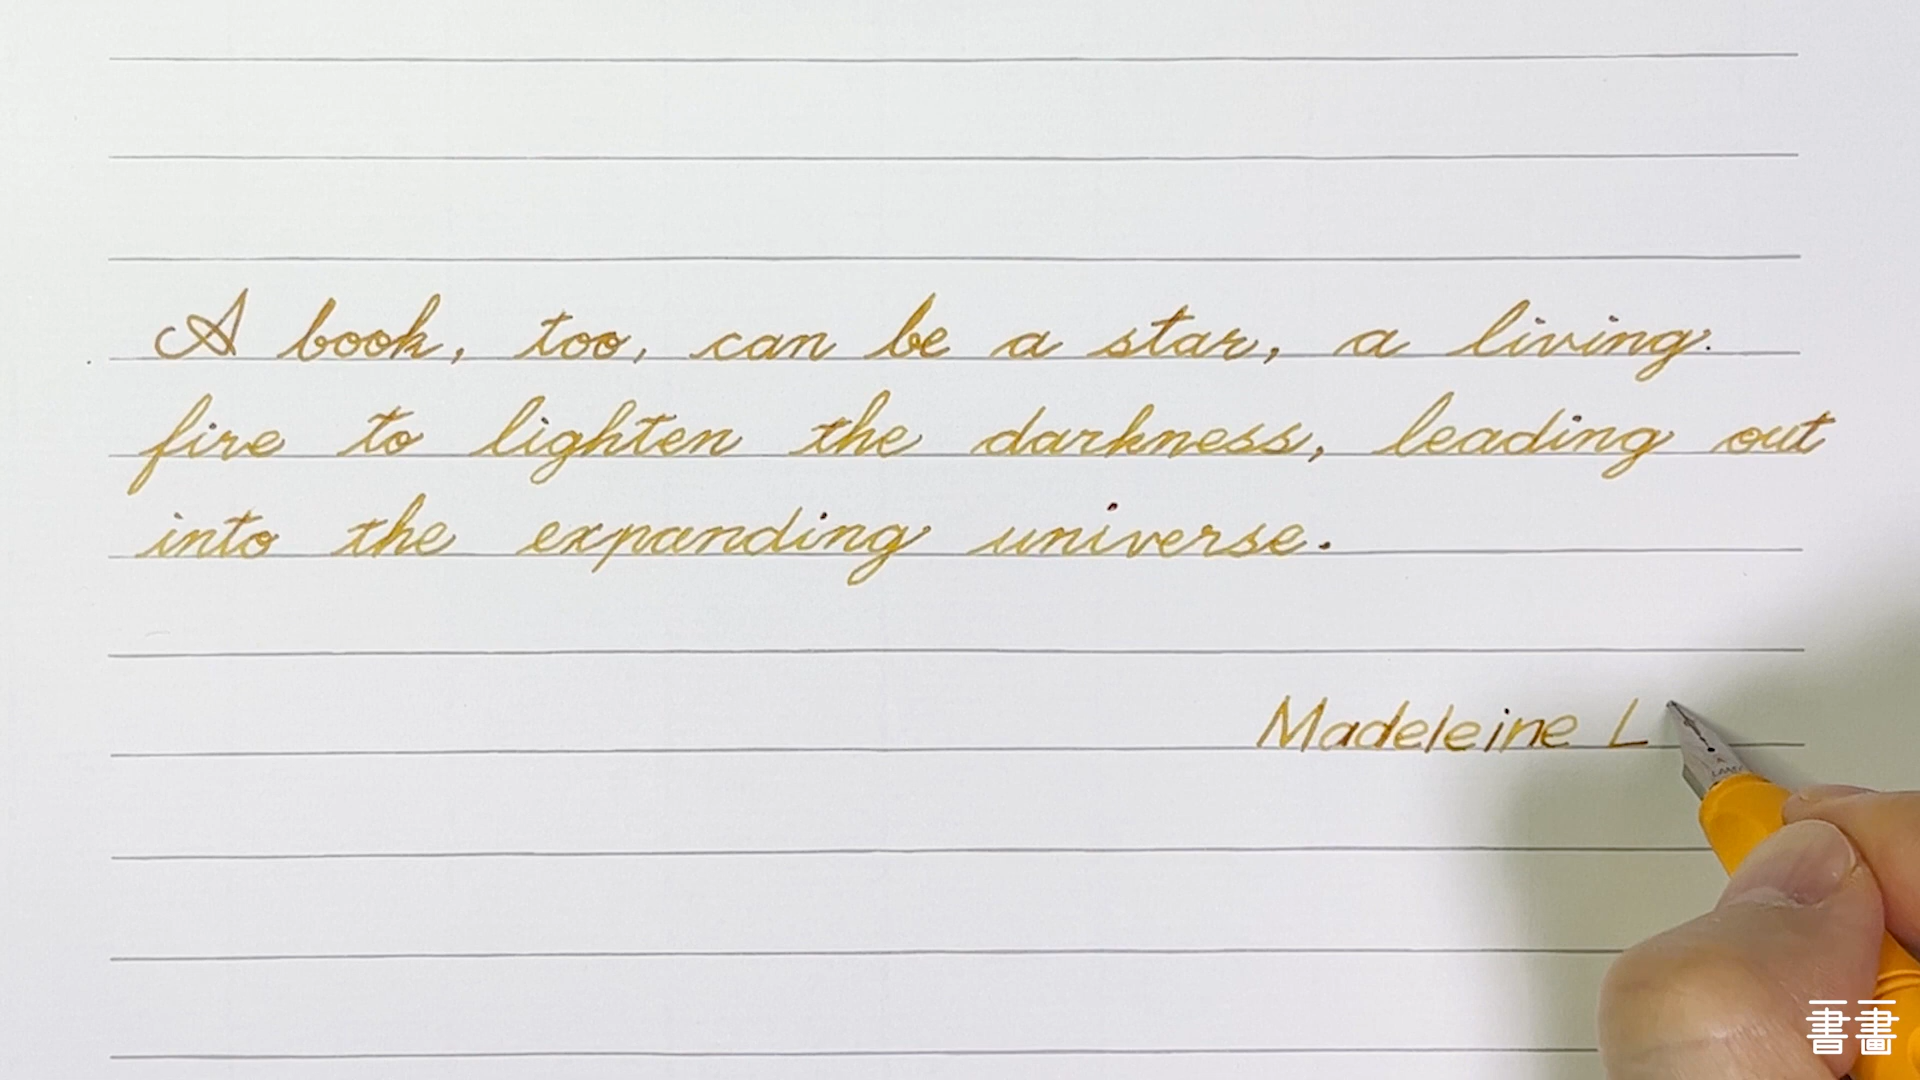 A book, too, can be a star, a living
fire to lighten the darkness, leading out
into the expanding universe.
Madeleine L
LAMY
書畫